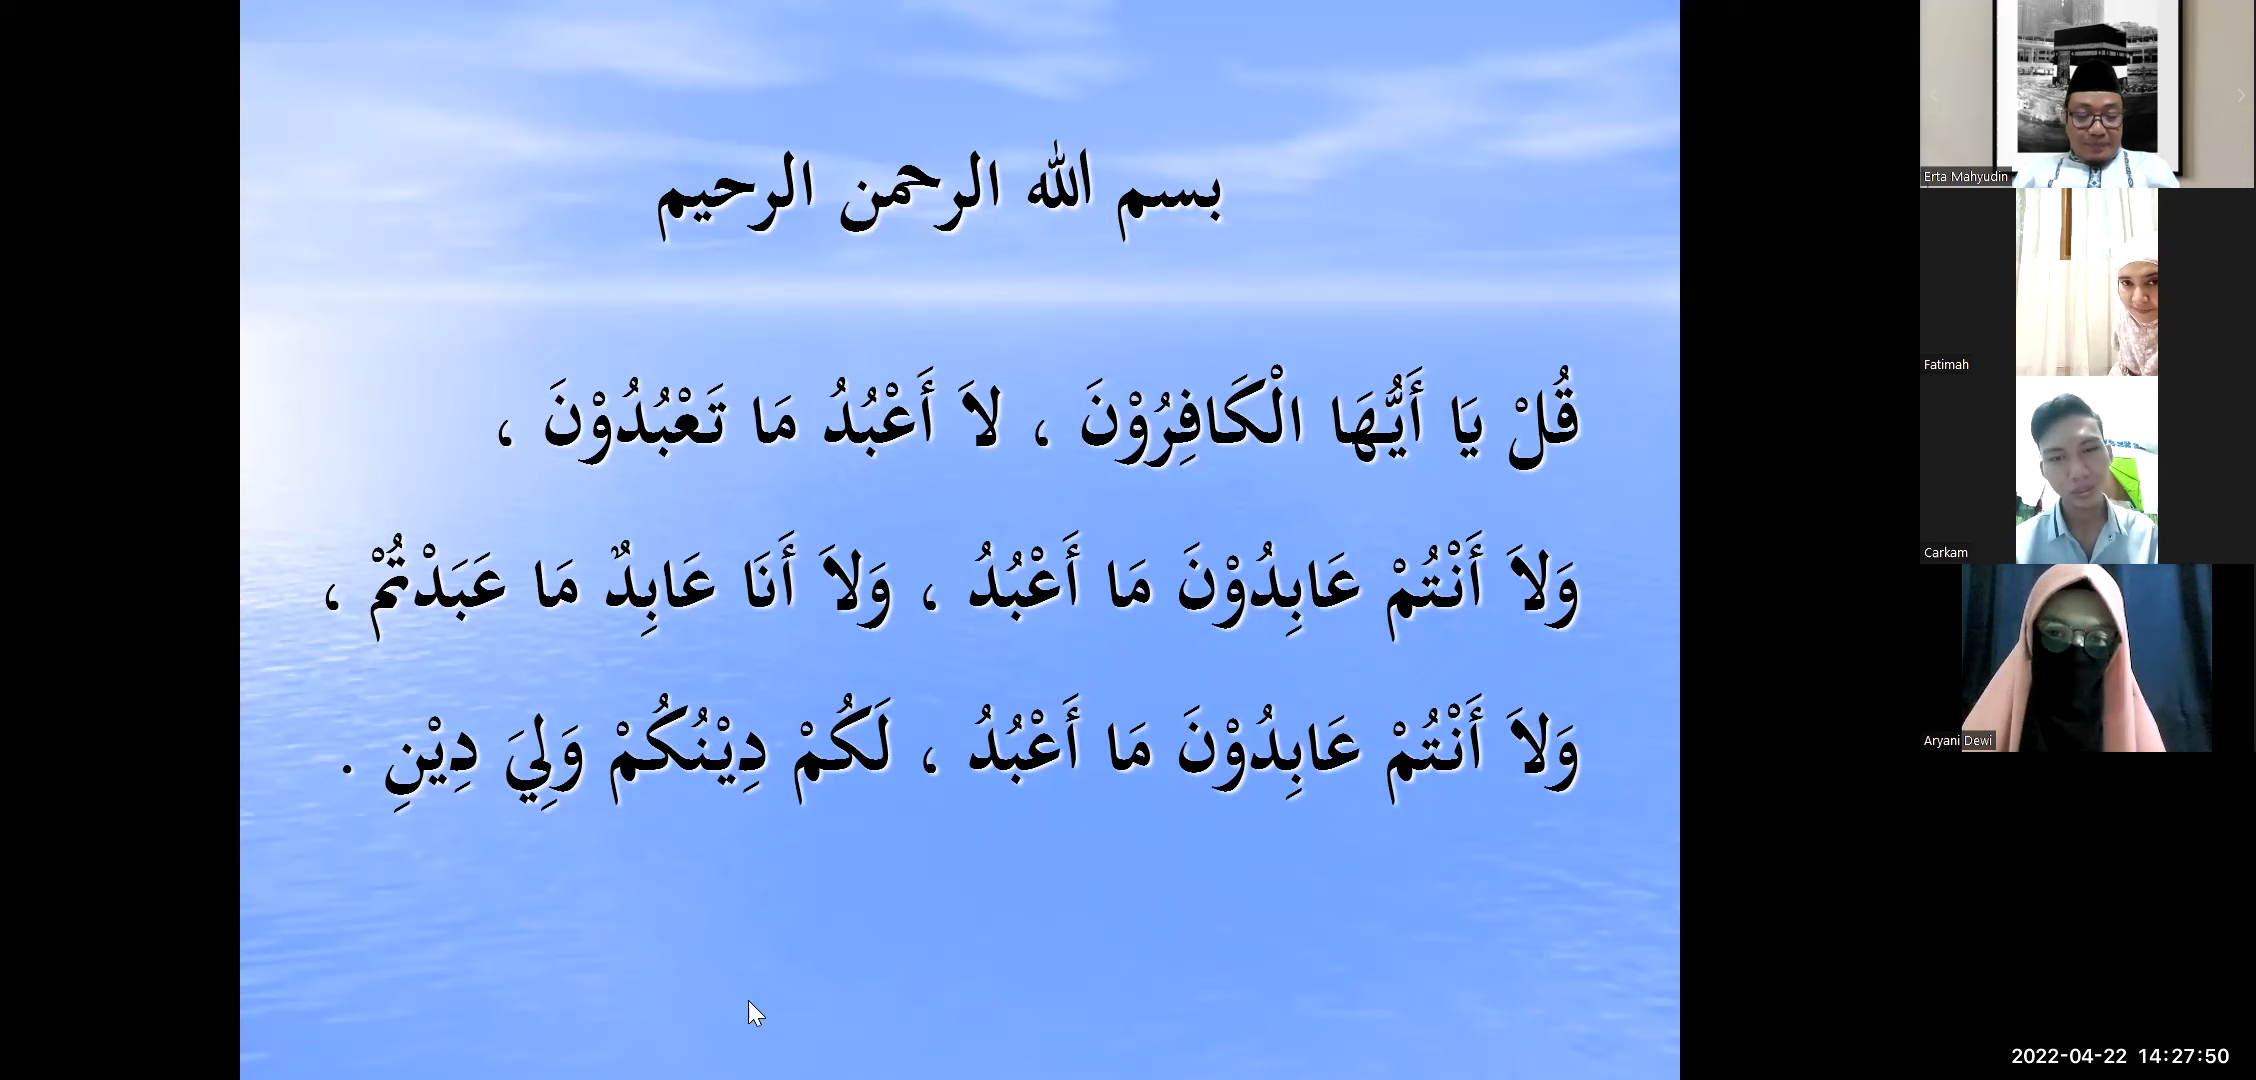 بسم الله الرحمن الرحيم
قُلْ يَا أَيُّهَا الْكَافِرُوْنَ ، لاَ أَعْبُدُ مَا تَعْبُدُوْنَ ،
وَلاَ أَنْتُمْ عَابِدُوْنَ مَا أَعْبُدُ ، وَلاَ أَنَا عَابِدٌ مَا عَبَدْتُمْ ،
وَلاَ أَنْتُمْ عَابِدُوْنَ مَا أَعْبُدُ ، لَكُمْ دِيْنُكُمْ وَلِيَ دِيْنِ .
Erta Mahyudin
Fatimah
Carkam
Aryani Dewi
2022-04-22 14:27:50